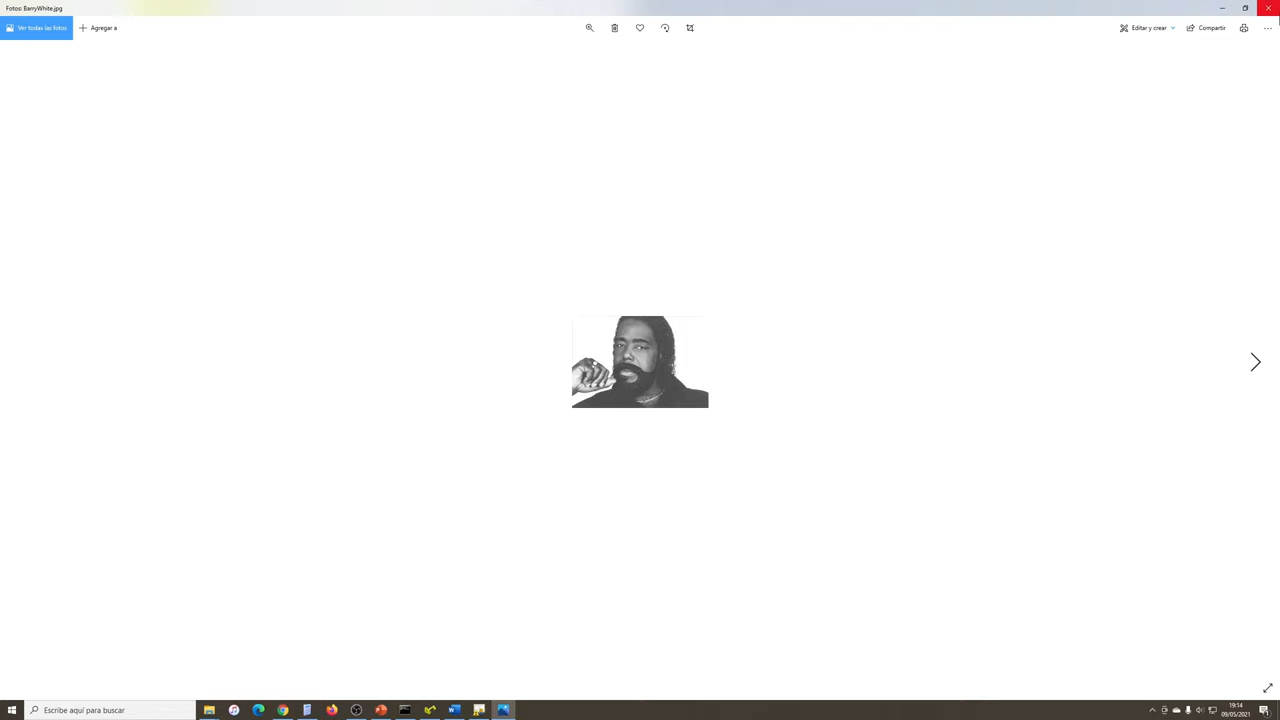 Fotos: BarryWhite.jpg
Ver todas las fotos
Agregar a
Editar y crear
Compartir
Escribe aquí para buscar
19:14
09/05/2021